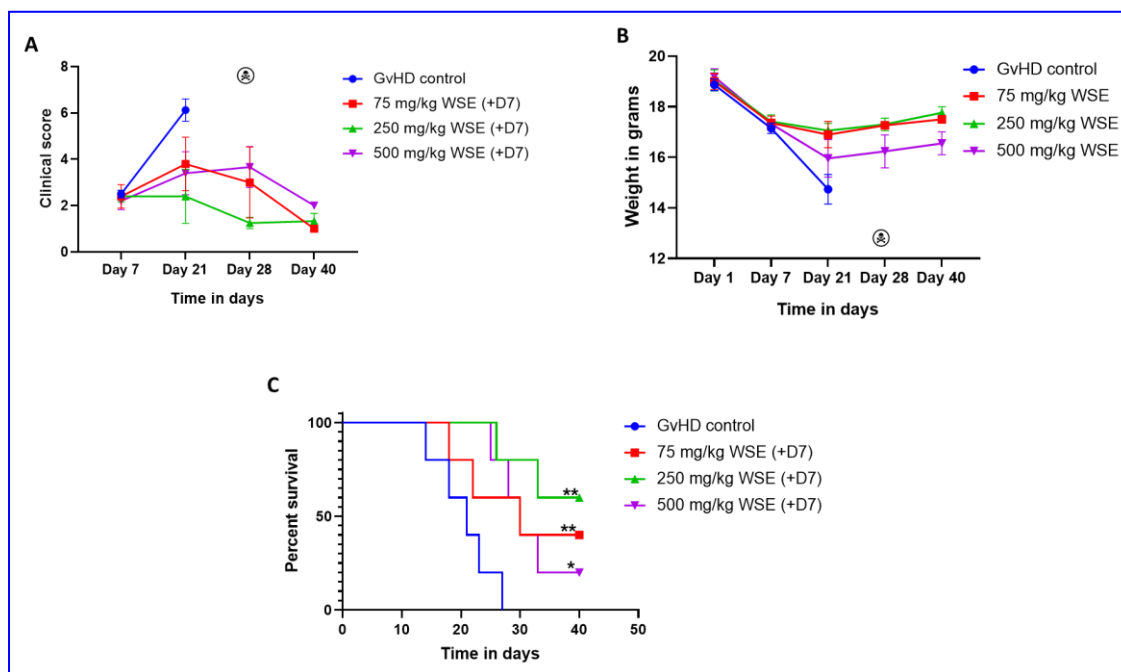 A
Clinical score
8
6
4
2
0
Day 7 Day 21 Day 28 Day 40
Time in days
GvHD control
75 mg/kg WSE (+D7)
250 mg/kg WSE (+D7)
500 mg/kg WSE (+D7)
B
Weight in grams
20
18
16
14
12
Day 1 Day 7 Day 21 Day 28 Day 40
Time in days
GvHD control
75 mg/kg WSE
250 mg/kg WSE
500 mg/kg WSE
C
Percent survival
100
50
0
0 10 20 30 40 50
Time in days
**
**
*
GvHD control
75 mg/kg WSE (+D7)
250 mg/kg WSE (+D7)
500 mg/kg WSE (+D7)